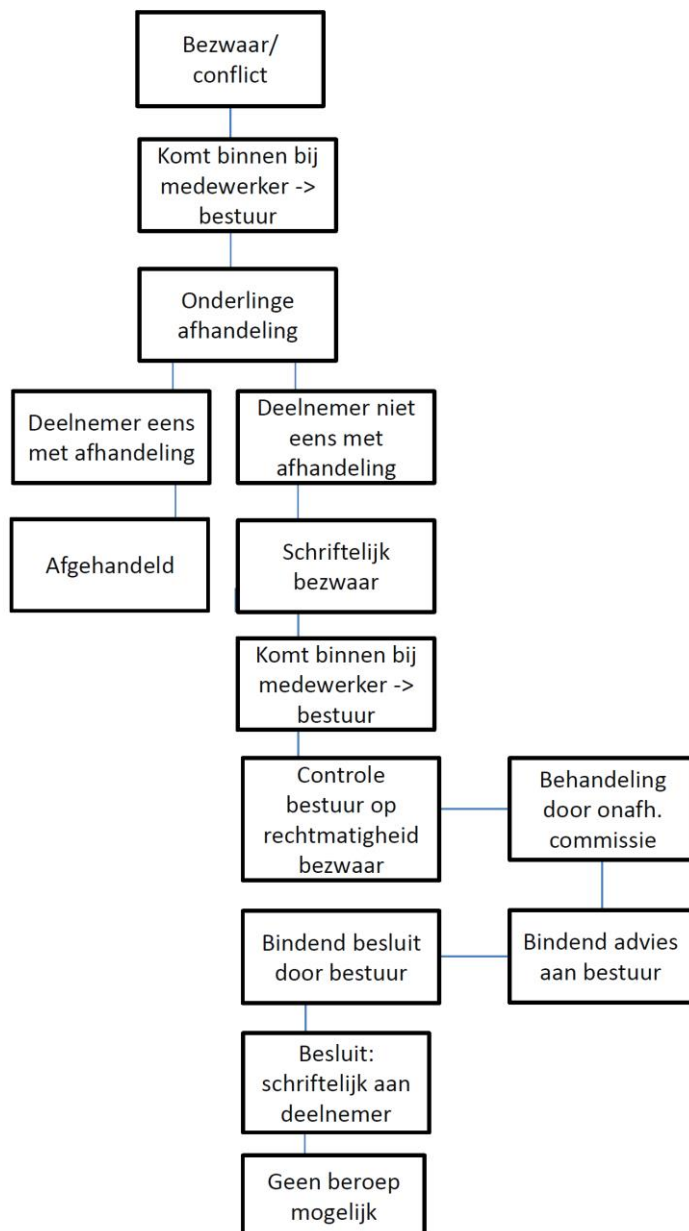 Bezwaar/
conflict
Komt binnen bij
medewerker ->
bestuur
Onderlinge
afhandeling
Deelnemer eens
met afhandeling
Deelnemer niet
eens met
afhandeling
Afgehandeld
Schriftelijk
bezwaar
Komt binnen bij
medewerker ->
bestuur
Controle
bestuur op
rechtmatigheid
bezwaar
Behandeling
door onafh.
commissie
Bindend besluit
door bestuur
Bindend advies
aan bestuur
Besluit:
schriftelijk aan
deelnemer
Geen beroep
mogelijk